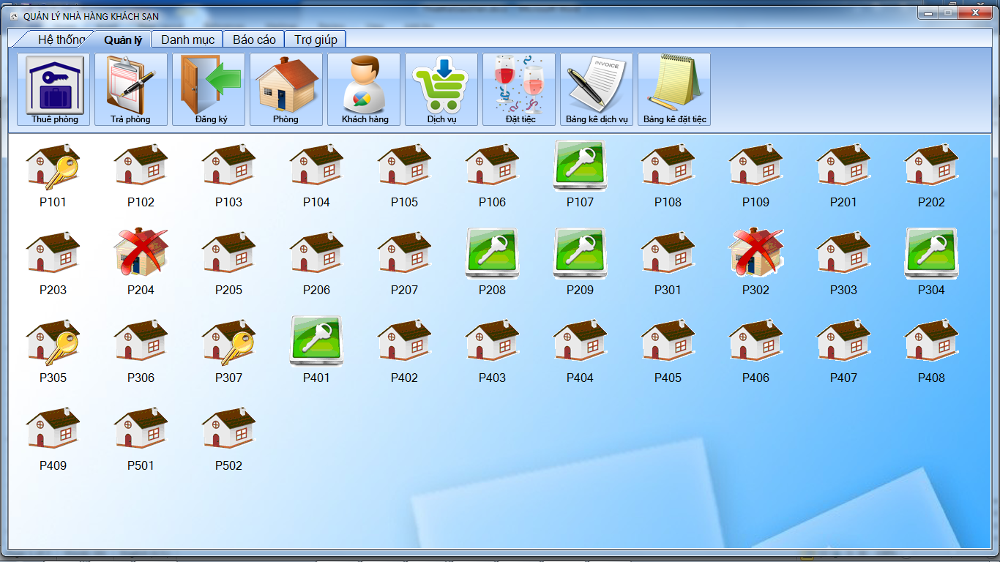 QUẢN LÝ NHÀ HÀNG KHÁCH SẠN
Hệ thống Quản lý Danh mục Báo cáo Trợ giúp
INVOICE
Thuê phòng Trả phòng Đăng ký Phòng Khách hàng Dịch vụ Đặt tiệc Bảng kê dịch vụ Bảng kê đặt tiệc
P101 P102 P103 P104 P105 P106 P107 P108 P109 P201 P202
P203 P204 P205 P206 P207 P208 P209 P301 P302 P303 P304
P305 P306 P307 P401 P402 P403 P404 P405 P406 P407 P408
P409 P501 P502